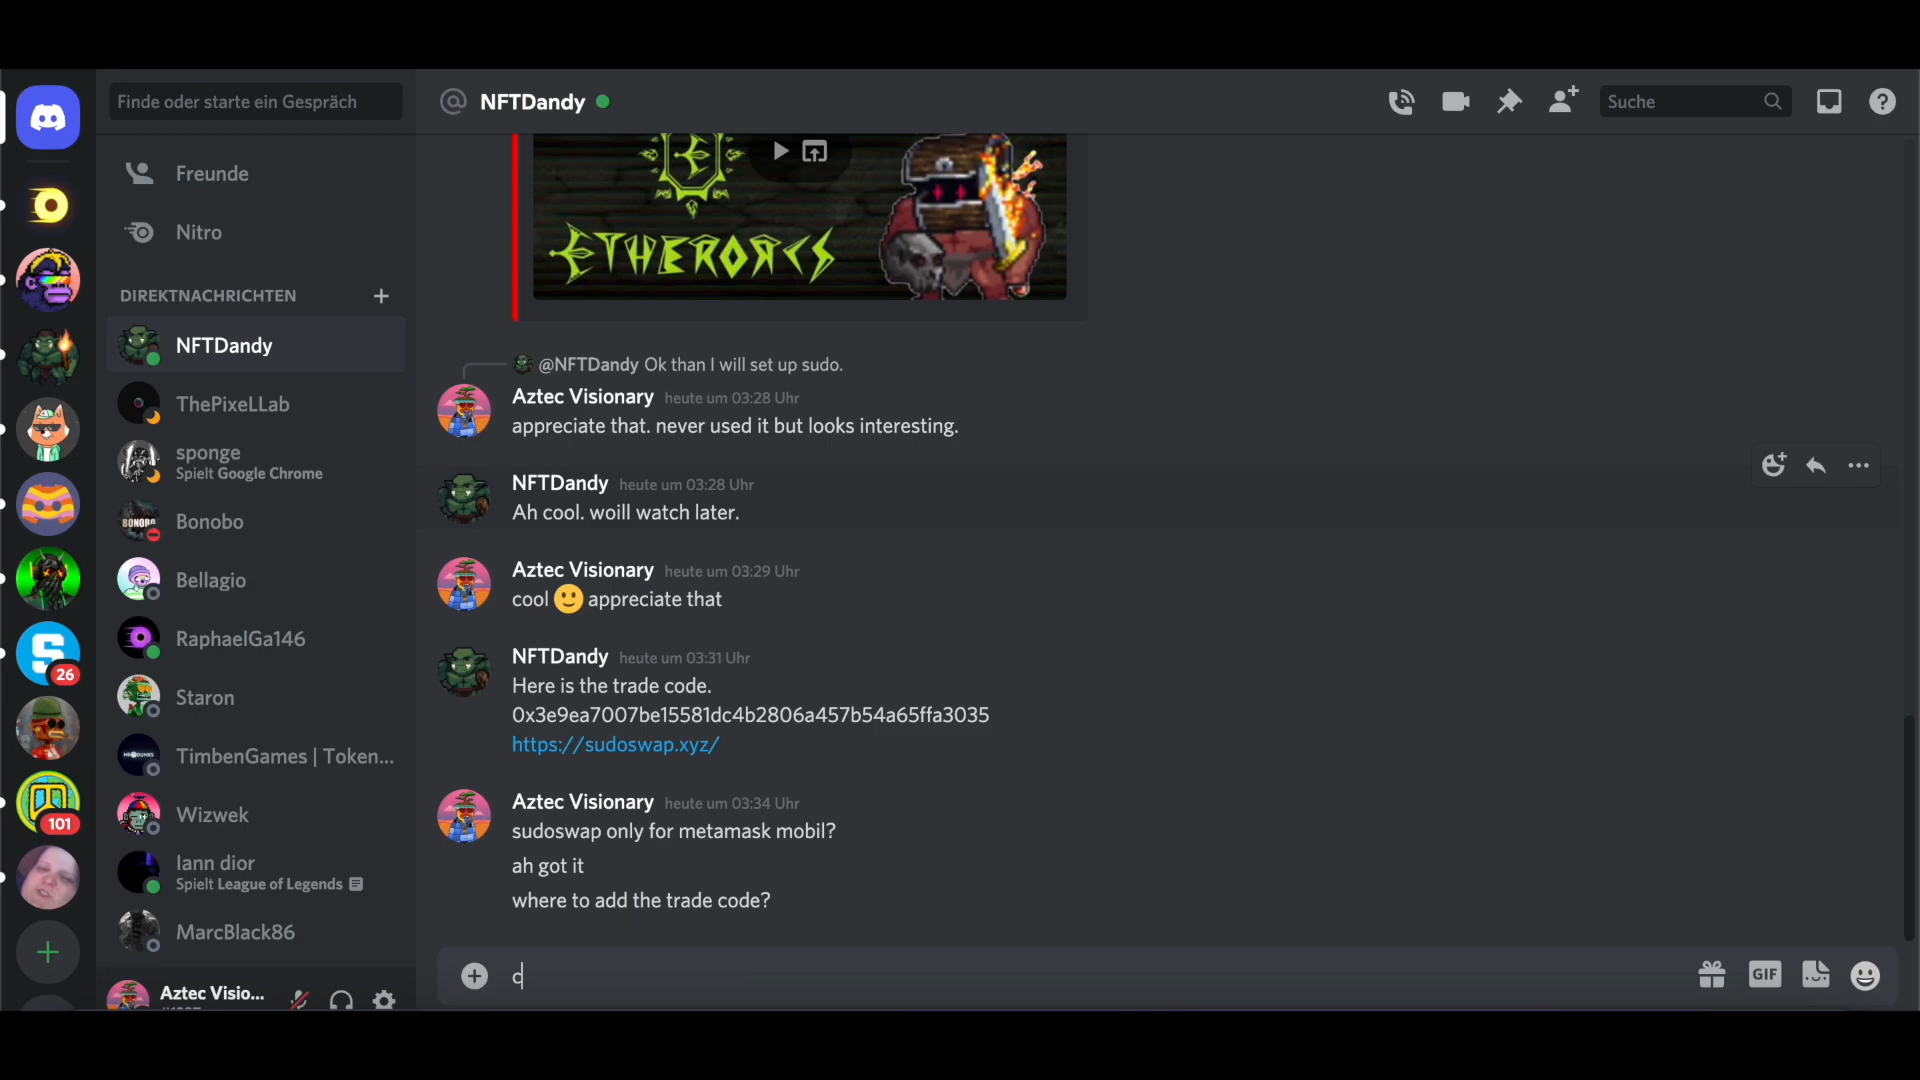 Finde oder starte ein Gespräch
Freunde
Nitro
DIREKTNACHRICHTEN
NFTDandy
ThePixeLLab
sponge
Spielt Google Chrome
BONOBO
Bonobo
Bellagio
RaphaelGa146
Staron
TimbenGames | Token...
Wizwek
lann dior
Spielt League of Legends
MarcBlack86
Aztec Visio...
26
101
NFTDandy
Suche
ETHERORCS
@NFTDandy Ok than I will set up sudo.
Aztec Visionary heute um 03:28 Uhr
appreciate that. never used it but looks interesting.
NFTDandy heute um 03:28 Uhr
Ah cool. woill watch later.
Aztec Visionary heute um 03:29 Uhr
cool 🙂 appreciate that
NFTDandy heute um 03:31 Uhr
Here is the trade code.
0x3e9ea7007be15581dc4b2806a457b54a65ffa3035
https://sudoswap.xyz/
Aztec Visionary heute um 03:34 Uhr
sudoswap only for metamask mobil?
ah got it
where to add the trade code?
c
GIF